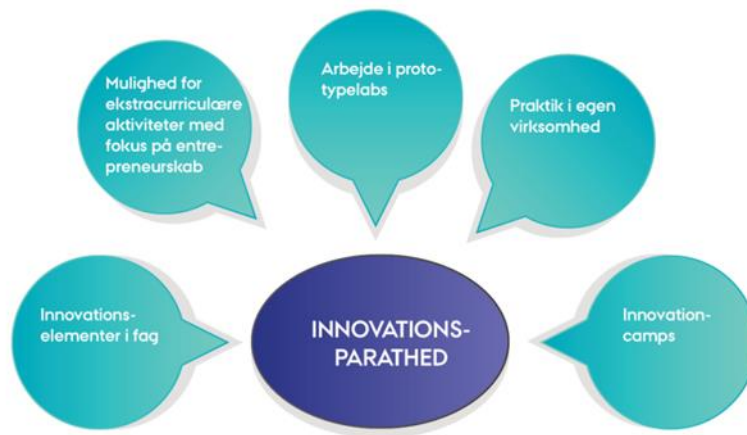 Mulighed for
ekstracurriculære
aktiviteter med
fokus på entre-
preneurskab
Arbejde i proto-
typelabs
Praktik i egen
virksomhed
Innovations-
elementer i fag
INNOVATIONS-
PARATHED
Innovation-
camps